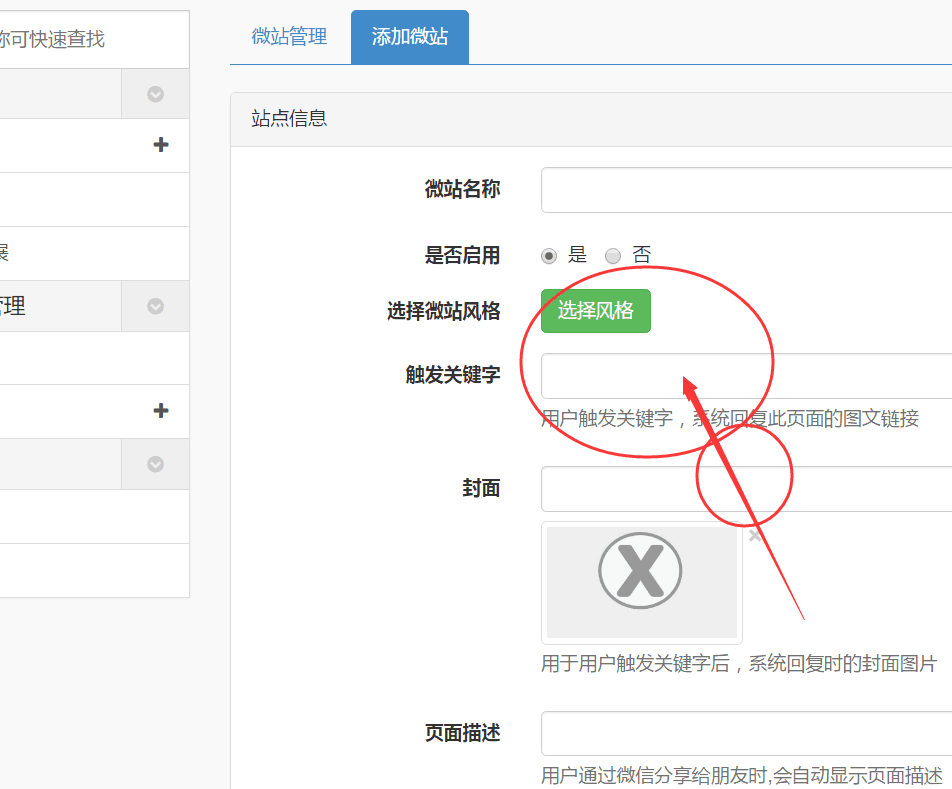 称可快速查找
微站管理
添加微站
站点信息
微站名称
是否启用
是
否
展
管理
选择微站风格
选择风格
触发关键字
用户触发关键字，系统回复此页面的图文链接
封面
X
用于用户触发关键字后，系统回复时的封面图片
页面描述
用户通过微信分享给朋友时,会自动显示页面描述